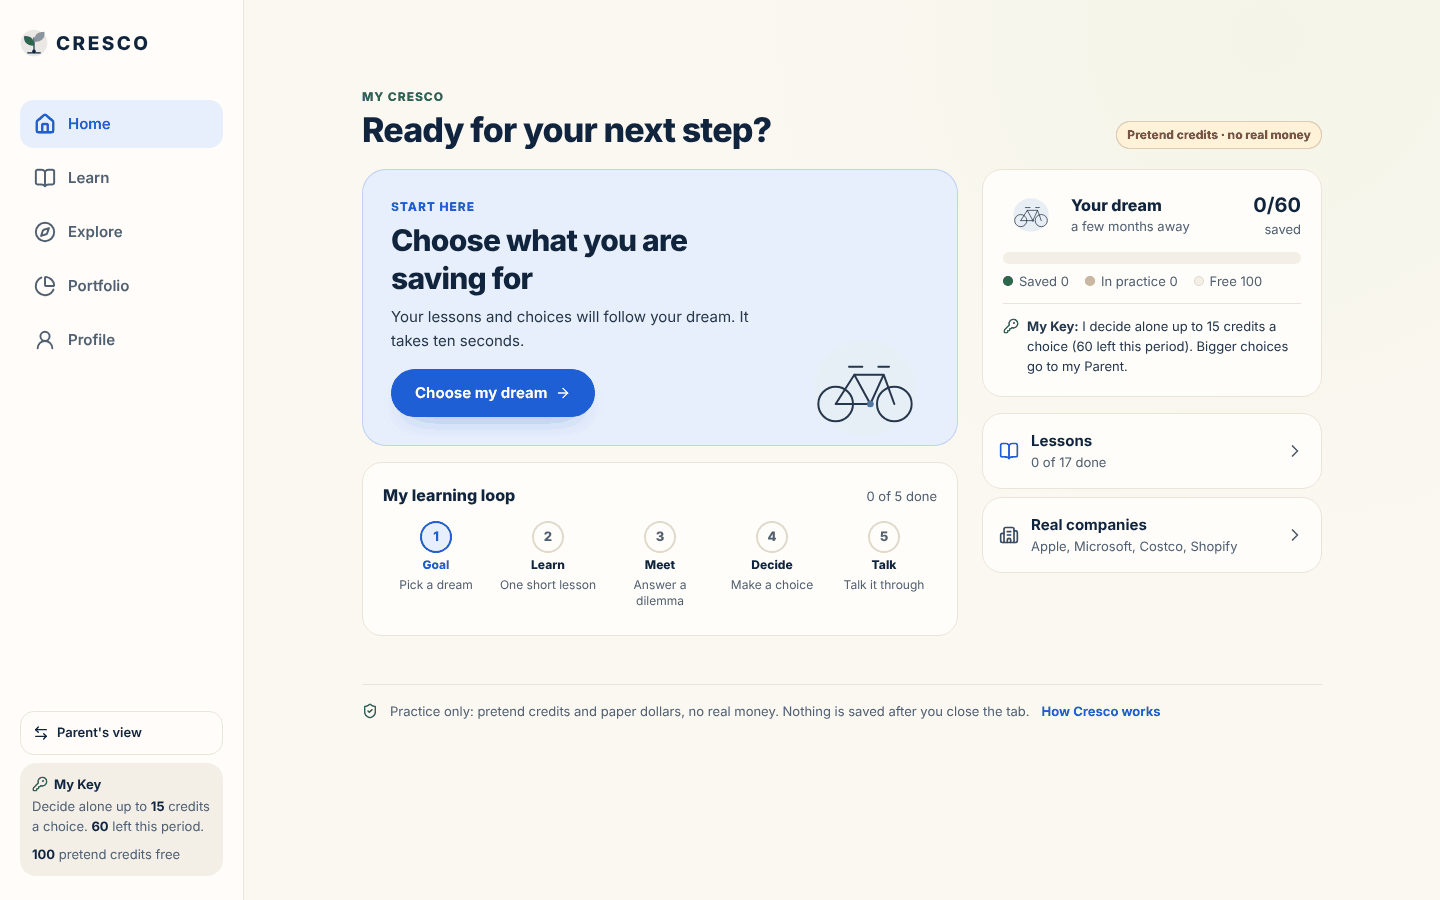 CRESCO
Home
Learn
Explore
Portfolio
Profile
Parent's view
My Key
Decide alone up to 15 credits
a choice. 60 left this period.
100 pretend credits free
MY CRESCO
Ready for your next step?
Pretend credits · no real money
START HERE
Choose what you are
saving for
Your lessons and choices will follow your dream. It
takes ten seconds.
Choose my dream
My learning loop
0 of 5 done
1
Goal
Pick a dream
2
Learn
One short lesson
3
Meet
Answer a
dilemma
4
Decide
Make a choice
5
Talk
Talk it through
Your dream
a few months away
0/60
saved
Saved 0
In practice 0
Free 100
My Key: I decide alone up to 15 credits a
choice (60 left this period). Bigger choices
go to my Parent.
Lessons
0 of 17 done
Real companies
Apple, Microsoft, Costco, Shopify
Practice only: pretend credits and paper dollars, no real money. Nothing is saved after you close the tab. How Cresco works